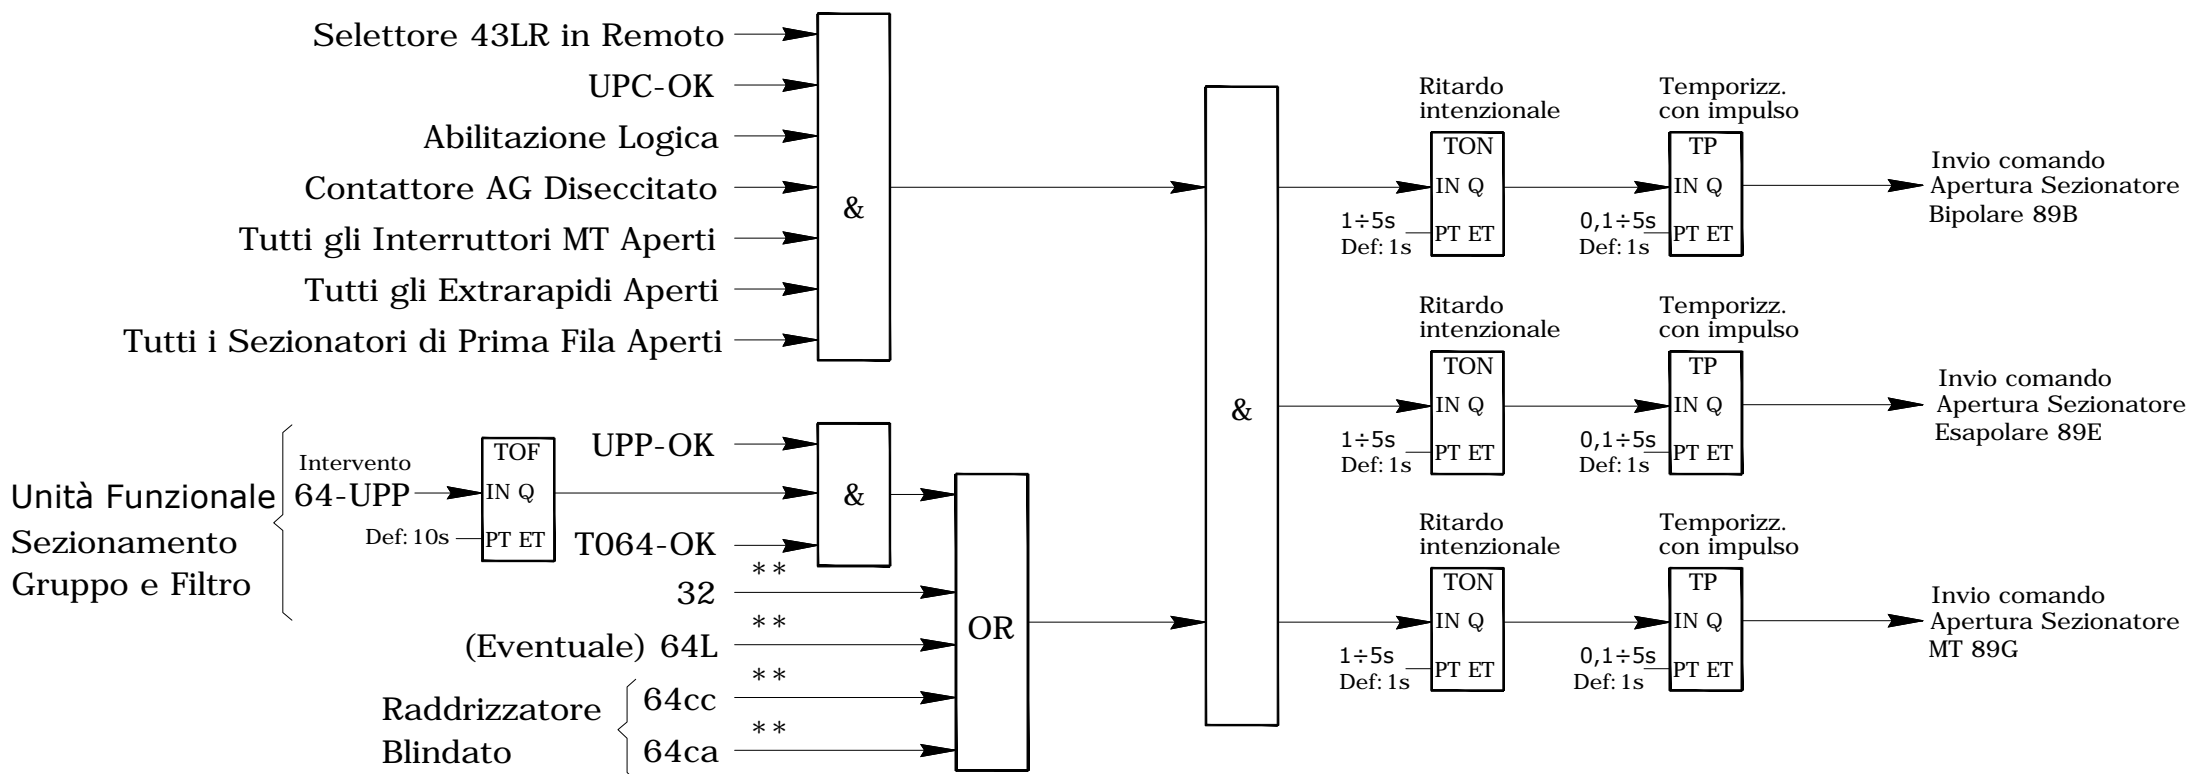 Selettore 43LR in Remoto
UPC-OK
Abilitazione Logica
Contattore AG Diseccitato
Tutti gli Interruttori MT Aperti
Tutti gli Extrarapidi Aperti
Tutti i Sezionatori di Prima Fila Aperti
&
Unità Funzionale
Sezionamento
Gruppo e Filtro
Intervento
64-UPP
Def: 10s
TOF
IN Q
PT ET
UPP-OK
T064-OK
&
**
32
**
(Eventuale) 64L
**
Raddrizzatore
Blindato
64cc
**
64ca
OR
&
Ritardo
intenzionale
TON
IN Q
PT ET
1÷5s
Def: 1s
Temporizz.
con impulso
TP
IN Q
PT ET
0,1÷5s
Def: 1s
Invio comando
Apertura Sezionatore
Bipolare 89B
Ritardo
intenzionale
TON
IN Q
PT ET
1÷5s
Def: 1s
Temporizz.
con impulso
TP
IN Q
PT ET
0,1÷5s
Def: 1s
Invio comando
Apertura Sezionatore
Esapolare 89E
Ritardo
intenzionale
TON
IN Q
PT ET
1÷5s
Def: 1s
Temporizz.
con impulso
TP
IN Q
PT ET
0,1÷5s
Def: 1s
Invio comando
Apertura Sezionatore
MT 89G